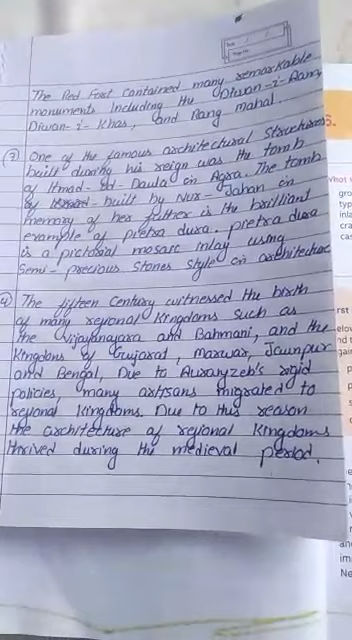 The Red Fort contained many remarkable
monuments Including the Diwan-i-Aam,
Diwan-i-Khas, and Rang mahal.
(3) One of the famous architectural Structures
built during his reign was the tomb
of Itmad-ud-Daula in Agra. The tomb
built by Nur-Jahan in
memory of her father is the brilliant
example of pietra dura. pietra dura
is a pictorial mosaic inlay using
Semi-precious Stones style in architecture
(4) The fifteen Century witnessed the birth
of many regional Kingdoms such as
the Vijayanagara and Bahmani, and the
Kingdoms of Gujarat, Marwar, Jaunpur
and Bengal, Due to Aurangzeb's rigid
policies, many artisans migrated to
regional Kingdoms. Due to this reason
the architecture of regional Kingdoms
thrived during the medieval period.